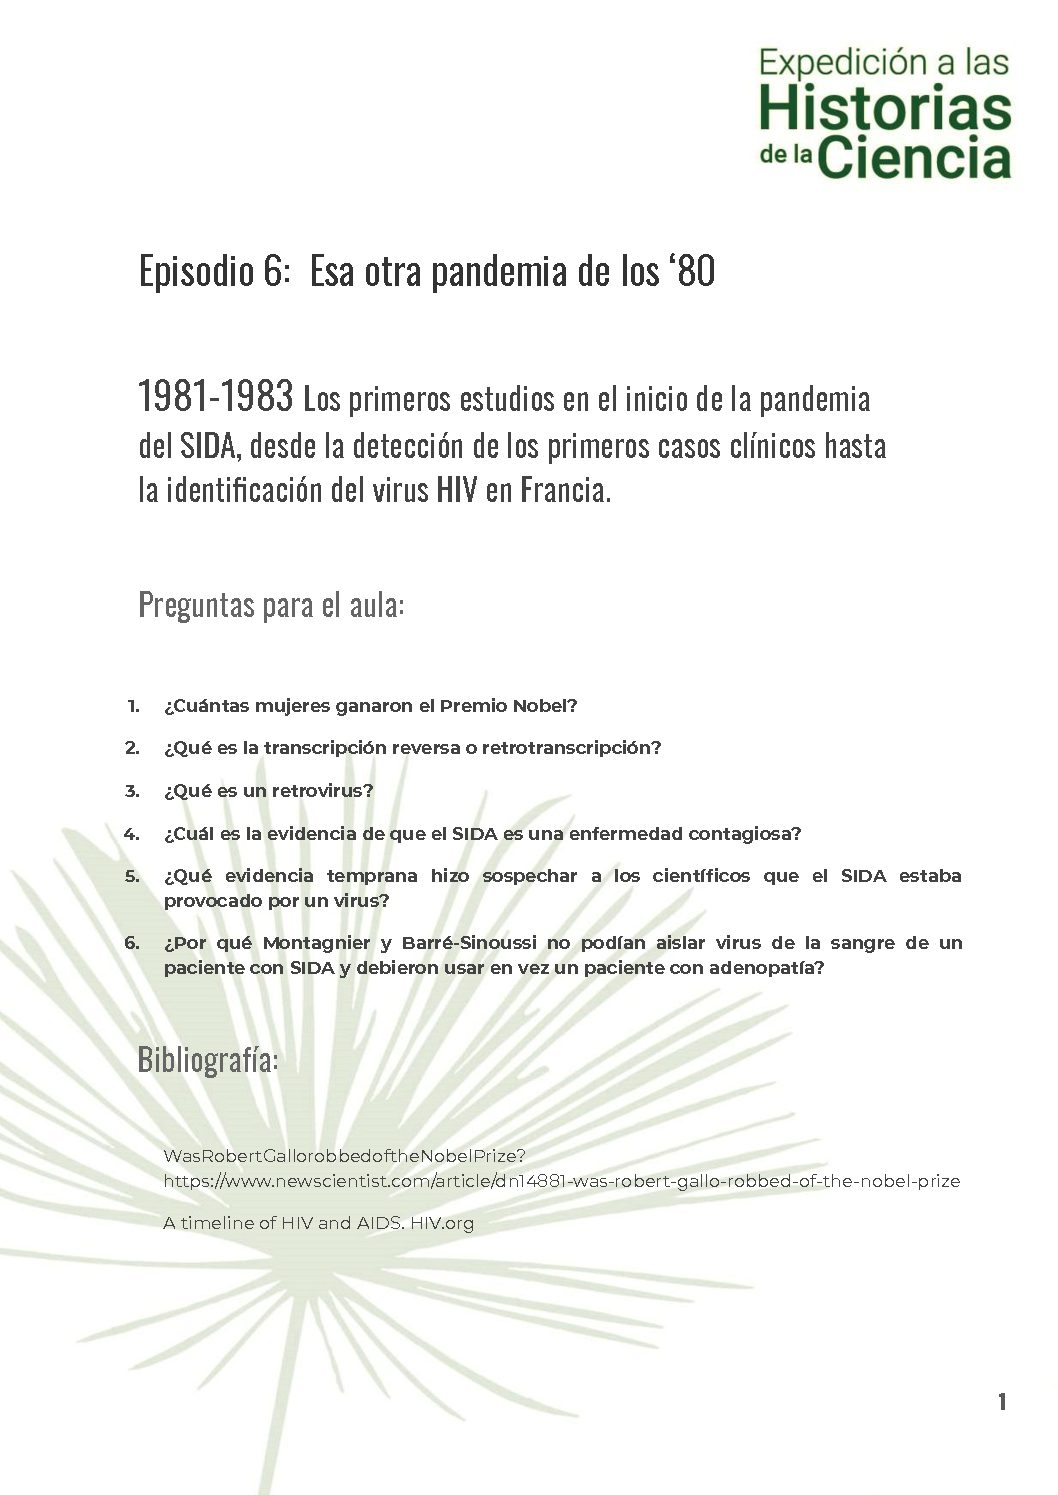 Expedición a las
Historias
de la Ciencia
Episodio 6: Esa otra pandemia de los ‘80
1981-1983 Los primeros estudios en el inicio de la pandemia
del SIDA, desde la detección de los primeros casos clínicos hasta
la identificación del virus HIV en Francia.
Preguntas para el aula:
1. ¿Cuántas mujeres ganaron el Premio Nobel?
2. ¿Qué es la transcripción reversa o retrotranscripción?
3. ¿Qué es un retrovirus?
4. ¿Cuál es la evidencia de que el SIDA es una enfermedad contagiosa?
5. ¿Qué evidencia temprana hizo sospechar a los científicos que el SIDA estaba
provocado por un virus?
6. ¿Por qué Montagnier y Barré-Sinoussi no podían aislar virus de la sangre de un
paciente con SIDA y debieron usar en vez un paciente con adenopatía?
Bibliografía:
WasRobertGallorobbedoftheNobelPrize?
https://www.newscientist.com/article/dn14881-was-robert-gallo-robbed-of-the-nobel-prize
A timeline of HIV and AIDS. HIV.org
1